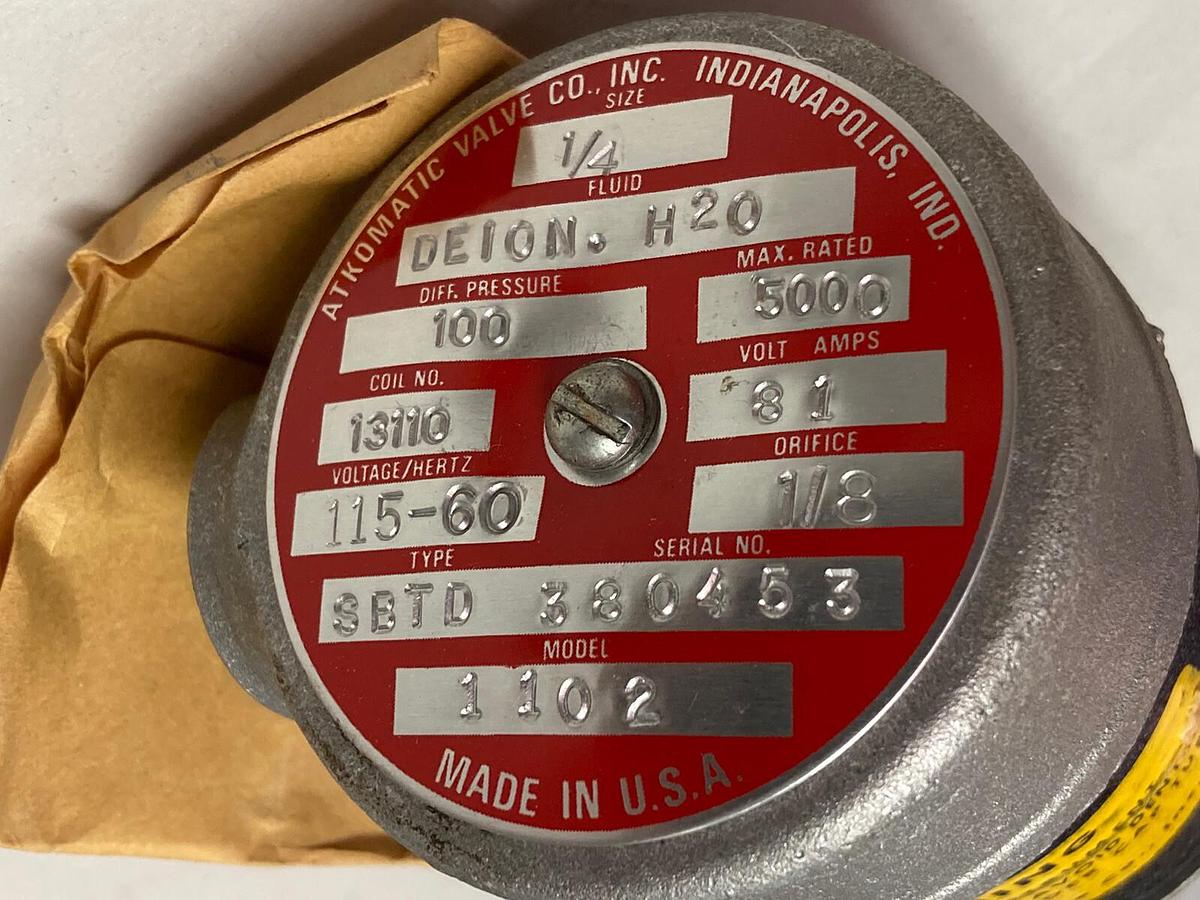 ATKOMATIC VALVE CO., INC. INDIANAPOLIS, IND.
SIZE
1/4
FLUID
DEION. H20
DIFF. PRESSURE
100
MAX. RATED
5000
COIL NO.
13110
VOLT AMPS
81
VOLTAGE/HERTZ
115-60
ORIFICE
1/8
TYPE SERIAL NO.
SBTD 380453
MODEL
1102
MADE IN U.S.A.